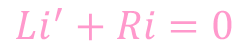 Li′ + Ri = 0